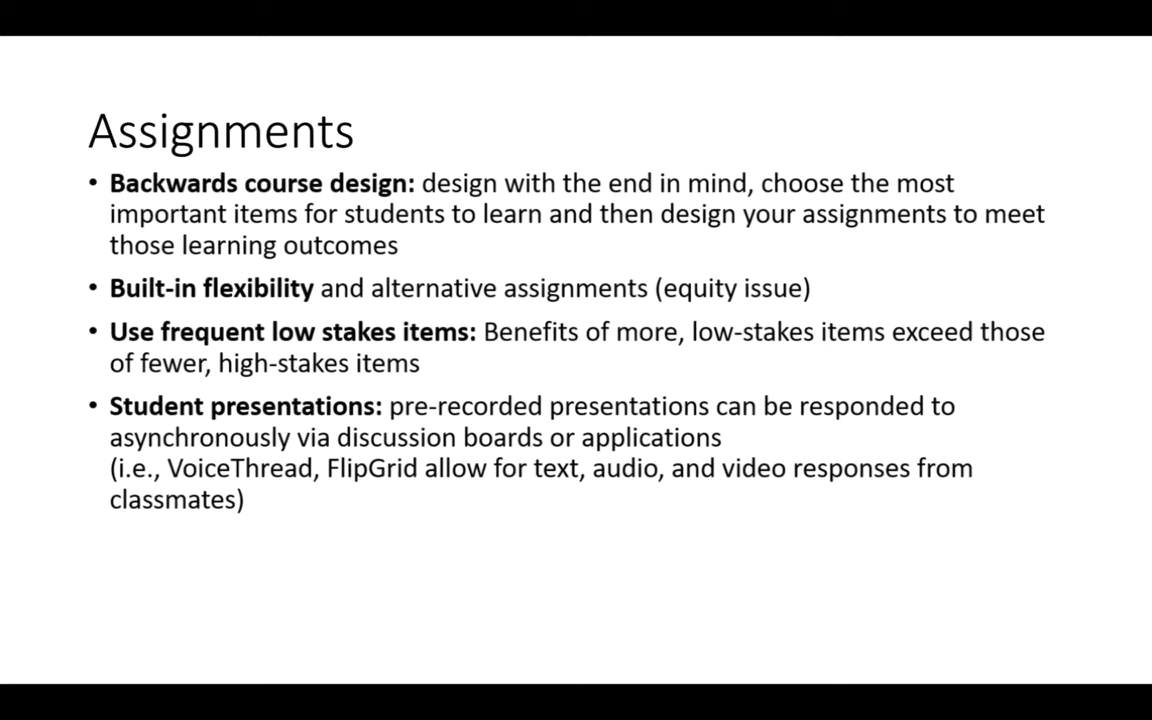 Assignments
• Backwards course design: design with the end in mind, choose the most
important items for students to learn and then design your assignments to meet
those learning outcomes
• Built-in flexibility and alternative assignments (equity issue)
• Use frequent low stakes items: Benefits of more, low-stakes items exceed those
of fewer, high-stakes items
• Student presentations: pre-recorded presentations can be responded to
asynchronously via discussion boards or applications
(i.e., VoiceThread, FlipGrid allow for text, audio, and video responses from
classmates)